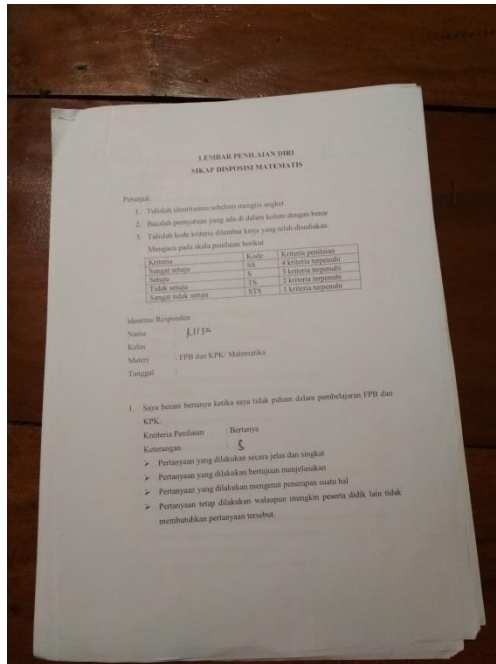 LEMBAR PENILAIAN DIRI
SIKAP DISPOSISI MATEMATIS
Petunjuk
1. Tulislah identitasmu sebelum mengisi angket
2. Bacalah pernyataan yang ada di dalam kolom dengan benar
3. Tulislah kode kriteria dilembar kerja yang telah disediakan.
Mengacu pada skala penilaian berikut
Kriteria Kode Kriteria penilaian
Sangat setuju SS 4 kriteria terpenuhi
Setuju S 3 kriteria terpenuhi
Tidak setuju TS 2 kriteria terpenuhi
Sangat tidak setuju STS 1 kriteria terpenuhi
Identitas Responden
Nama :
Kelas :
Materi : FPB dan KPK/ Matematika
Tanggal :
1. Saya berani bertanya ketika saya tidak paham dalam pembelajaran FPB dan
KPK.
Kreiteria Penilaian : Bertanya
Keterangan : S
➢ Pertanyaan yang dilakukan secara jelas dan singkat
➢ Pertanyaan yang dilakukan bertujuan menjelasakan
➢ Pertanyaan yang dilakukan mengenai penerapan suatu hal
➢ Pertanyaan tetap dilakukan walaupun mungkin peserta didik lain tidak
membutuhkan pertanyaan tersebut.